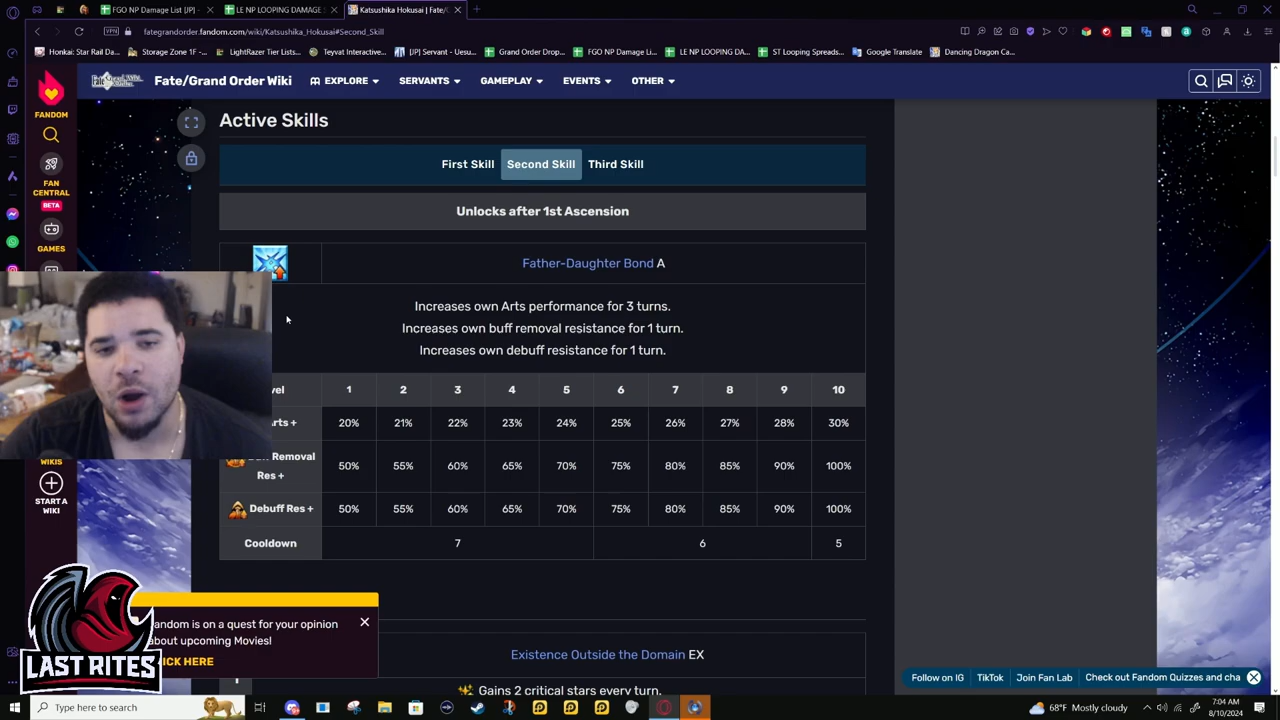 FGO NP Damage List [JP]
LE NP LOOPING DAMAGE
Katsushika Hokusai | Fate/
VPN
fategrandorder.fandom.com/wiki/Katsushika_Hokusai#Second_Skill
Honkai: Star Rail Da...
Storage Zone 1F -...
LightRazer Tier Lists...
Teyvat Interactive...
[JP] Servant - Uesu...
Grand Order Drop...
FGO NP Damage Li...
LE NP LOOPING DA...
ST Looping Spreads...
Google Translate
Dancing Dragon Ca...
Fate/Grand Order Wiki
EXPLORE
SERVANTS
GAMEPLAY
EVENTS
OTHER
FANDOM
FAN
CENTRAL
BETA
GAMES
WIKIS
START A
WIKI
Active Skills
First Skill
Second Skill
Third Skill
Unlocks after 1st Ascension
Father-Daughter Bond A
Increases own Arts performance for 3 turns.
Increases own buff removal resistance for 1 turn.
Increases own debuff resistance for 1 turn.
vel 1 2 3 4 5 6 7 8 9 10
rts + 20% 21% 22% 23% 24% 25% 26% 27% 28% 30%
Removal
Res + 50% 55% 60% 65% 70% 75% 80% 85% 90% 100%
Debuff Res + 50% 55% 60% 65% 70% 75% 80% 85% 90% 100%
Cooldown 7 6 5
andom is on a quest for your opinion
about upcoming Movies!
ICK HERE
LAST RITES
Existence Outside the Domain EX
Gains 2 critical stars every turn.
Follow on IG
TikTok
Join Fan Lab
Check out Fandom Quizzes and cha
Type here to search
68°F Mostly cloudy
7:04 AM
8/10/2024